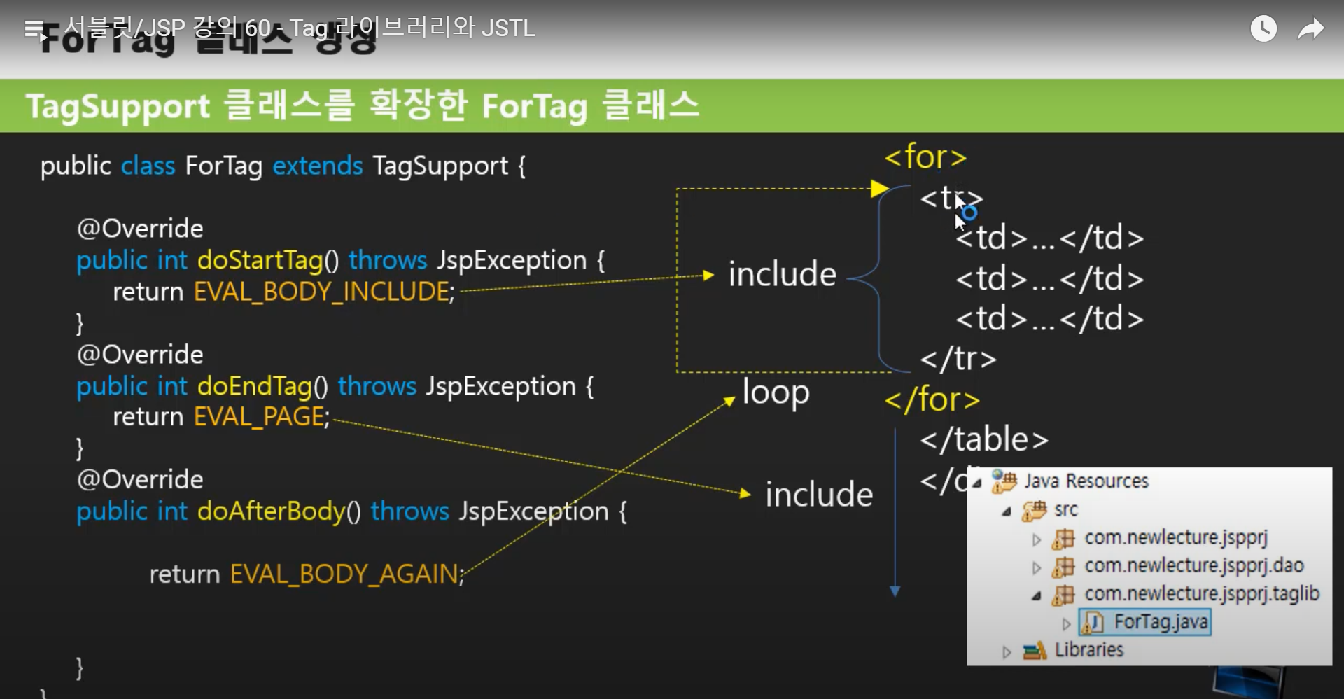 서블릿/JSP 강의 60 - Tag 라이브러리와 JSTL
ForTag 클래스 생성
TagSupport 클래스를 확장한 ForTag 클래스
public class ForTag extends TagSupport {
@Override
public int doStartTag() throws JspException {
return EVAL_BODY_INCLUDE;
}
@Override
public int doEndTag() throws JspException {
return EVAL_PAGE;
}
@Override
public int doAfterBody() throws JspException {
return EVAL_BODY_AGAIN;
}
}
include
loop
include
<for>
<tr>
<td>...</td>
<td>...</td>
<td>...</td>
</tr>
</for>
</table>
Java Resources
src
com.newlecture.jspprj
com.newlecture.jspprj.dao
com.newlecture.jspprj.taglib
ForTag.java
Libraries